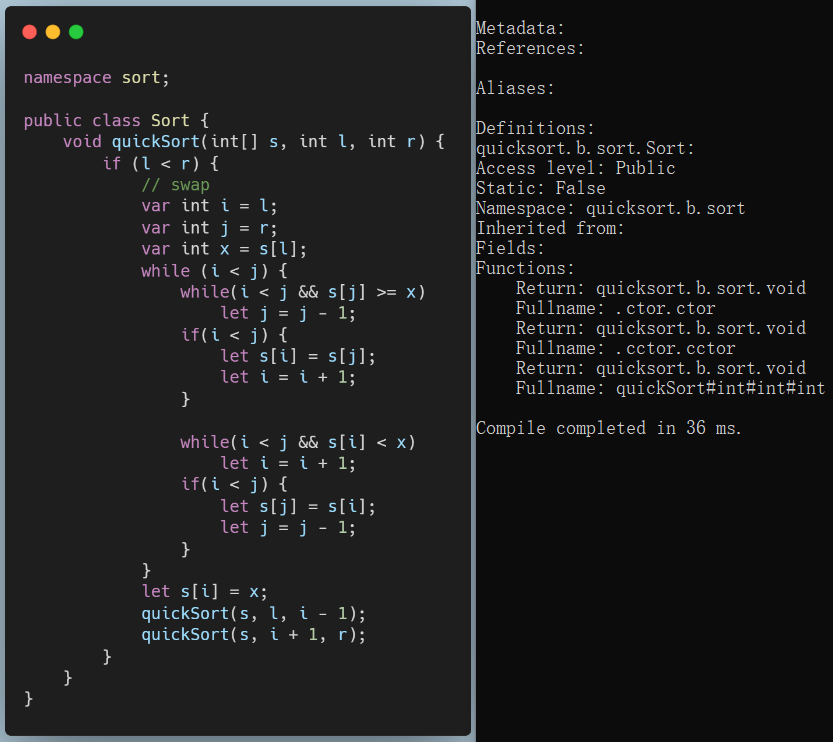 namespace sort;

public class Sort {
    void quickSort(int[] s, int l, int r) {
        if (l < r) {
            // swap
            var int i = l;
            var int j = r;
            var int x = s[l];
            while (i < j) {
                while(i < j && s[j] >= x)
                    let j = j - 1;
                if(i < j) {
                    let s[i] = s[j];
                    let i = i + 1;
                }

                while(i < j && s[i] < x)
                    let i = i + 1;
                if(i < j) {
                    let s[j] = s[i];
                    let j = j - 1;
                }
            }
            let s[i] = x;
            quickSort(s, l, i - 1);
            quickSort(s, i + 1, r);
        }
    }
}
Metadata:
References:

Aliases:

Definitions:
quicksort.b.sort.Sort:
Access level: Public
Static: False
Namespace: quicksort.b.sort
Inherited from:
Fields:
Functions:
    Return: quicksort.b.sort.void
    Fullname: .ctor.ctor
    Return: quicksort.b.sort.void
    Fullname: .cctor.cctor
    Return: quicksort.b.sort.void
    Fullname: quickSort#int#int#int

Compile completed in 36 ms.